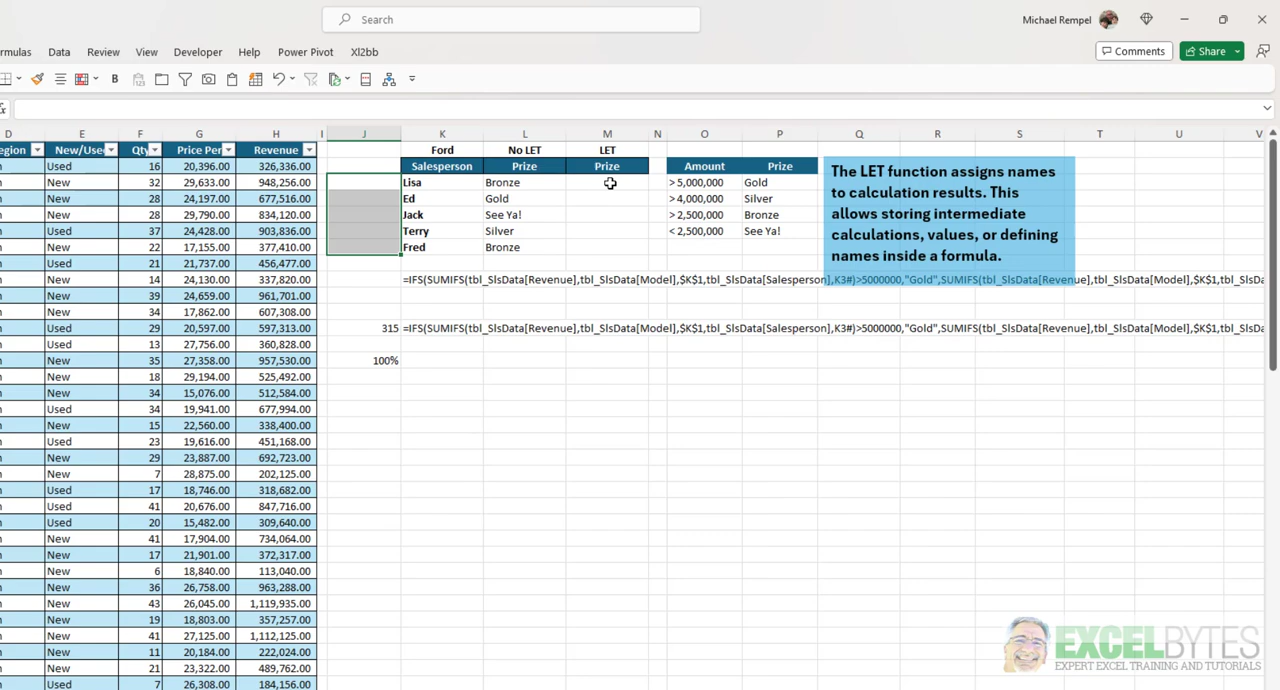 Search
Michael Rempel
rmulas Data Review View Developer Help Power Pivot Xl2bb
Comments Share
B
fx
D E F G H I J K L M N O P Q R S T U V
Ford No LET LET
egion New/Used Qty Price Per Revenue Salesperson Prize Prize Amount Prize
n Used 16 20,396.00 326,336.00
n New 32 29,633.00 948,256.00 Lisa Bronze > 5,000,000 Gold
n New 28 24,197.00 677,516.00 Ed Gold > 4,000,000 Silver
n New 28 29,790.00 834,120.00 Jack See Ya! > 2,500,000 Bronze
n Used 37 24,428.00 903,836.00 Terry Silver < 2,500,000 See Ya!
n New 22 17,155.00 377,410.00 Fred Bronze
The LET function assigns names
to calculation results. This
allows storing intermediate
calculations, values, or defining
names inside a formula.
n Used 21 21,737.00 456,477.00
n New 14 24,130.00 337,820.00 =IFS(SUMIFS(tbl_SlsData[Revenue],tbl_SlsData[Model],$K$1,tbl_SlsData[Salesperson],K3#)>5000000,"Gold",SUMIFS(tbl_SlsData[Revenue],tbl_SlsData[Model],$K$1,tbl_SlsDa
n New 39 24,659.00 961,701.00
n New 34 17,862.00 607,308.00
n Used 29 20,597.00 597,313.00 315 =IFS(SUMIFS(tbl_SlsData[Revenue],tbl_SlsData[Model],$K$1,tbl_SlsData[Salesperson],K3#)>5000000,"Gold",SUMIFS(tbl_SlsData[Revenue],tbl_SlsData[Model],$K$1,tbl_SlsDa
n Used 13 27,756.00 360,828.00
n New 35 27,358.00 957,530.00 100%
n New 18 29,194.00 525,492.00
n New 34 15,076.00 512,584.00
n Used 34 19,941.00 677,994.00
n New 15 22,560.00 338,400.00
n Used 23 19,616.00 451,168.00
n New 29 23,887.00 692,723.00
n New 7 28,875.00 202,125.00
n Used 17 18,746.00 318,682.00
n Used 41 20,676.00 847,716.00
n Used 20 15,482.00 309,640.00
n New 41 17,904.00 734,064.00
n New 17 21,901.00 372,317.00
n New 6 18,840.00 113,040.00
n New 36 26,758.00 963,288.00
n New 43 26,045.00 1,119,935.00
n New 19 18,803.00 357,257.00
n New 41 27,125.00 1,112,125.00
n New 11 20,184.00 222,024.00
n New 21 23,322.00 489,762.00
n Used 7 26,308.00 184,156.00
EXCELBYTES
EXPERT EXCEL TRAINING AND TUTORIALS